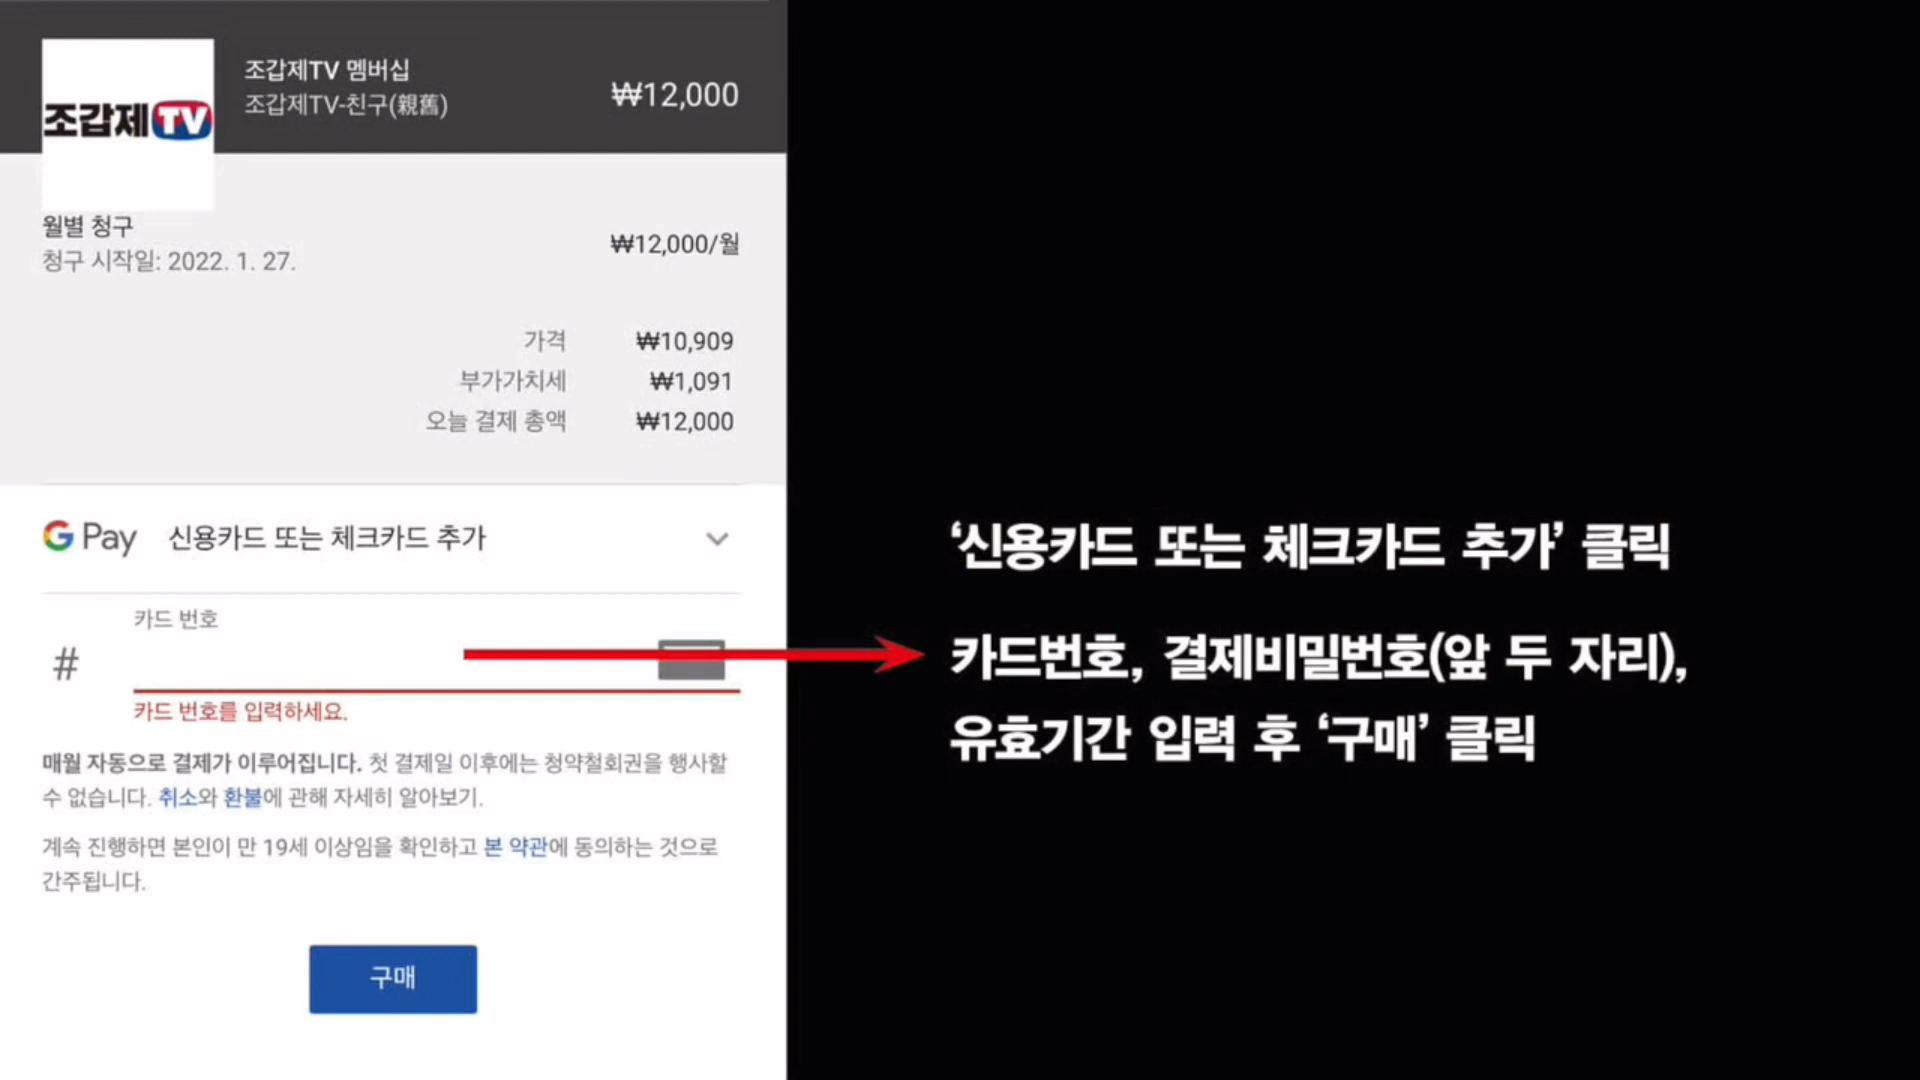 조갑제TV
조갑제TV 멤버십
조갑제TV-친구(親舊)
₩12,000
월별 청구
청구 시작일: 2022. 1. 27.
₩12,000/월
가격 ₩10,909
부가가치세 ₩1,091
오늘 결제 총액 ₩12,000
G Pay 신용카드 또는 체크카드 추가
카드 번호
#
카드 번호를 입력하세요.
매월 자동으로 결제가 이루어집니다. 첫 결제일 이후에는 청약철회권을 행사할
수 없습니다. 취소와 환불에 관해 자세히 알아보기.
계속 진행하면 본인이 만 19세 이상임을 확인하고 본 약관에 동의하는 것으로
간주됩니다.
구매
‘신용카드 또는 체크카드 추가’ 클릭
카드번호, 결제비밀번호(앞 두 자리),
유효기간 입력 후 ‘구매’ 클릭